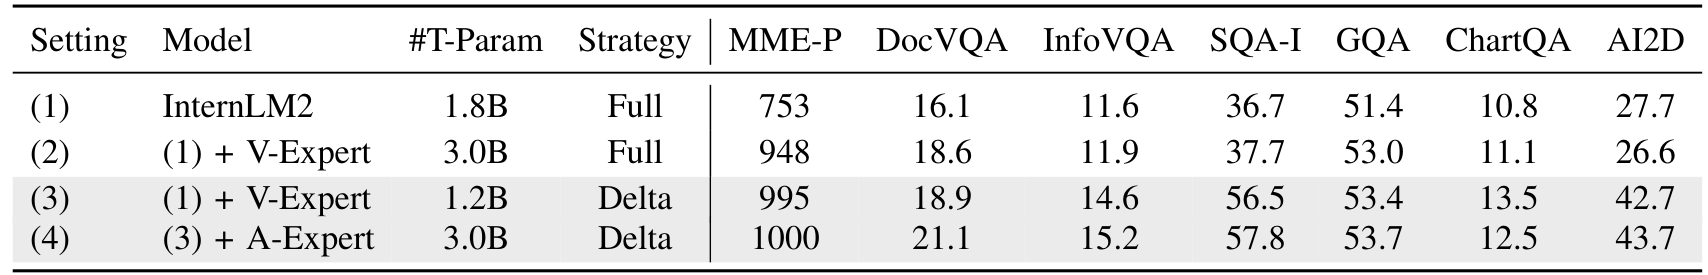 Setting Model #T-Param Strategy MME-P DocVQA InfoVQA SQA-I GQA ChartQA AI2D
(1) InternLM2 1.8B Full 753 16.1 11.6 36.7 51.4 10.8 27.7
(2) (1) + V-Expert 3.0B Full 948 18.6 11.9 37.7 53.0 11.1 26.6
(3) (1) + V-Expert 1.2B Delta 995 18.9 14.6 56.5 53.4 13.5 42.7
(4) (3) + A-Expert 3.0B Delta 1000 21.1 15.2 57.8 53.7 12.5 43.7